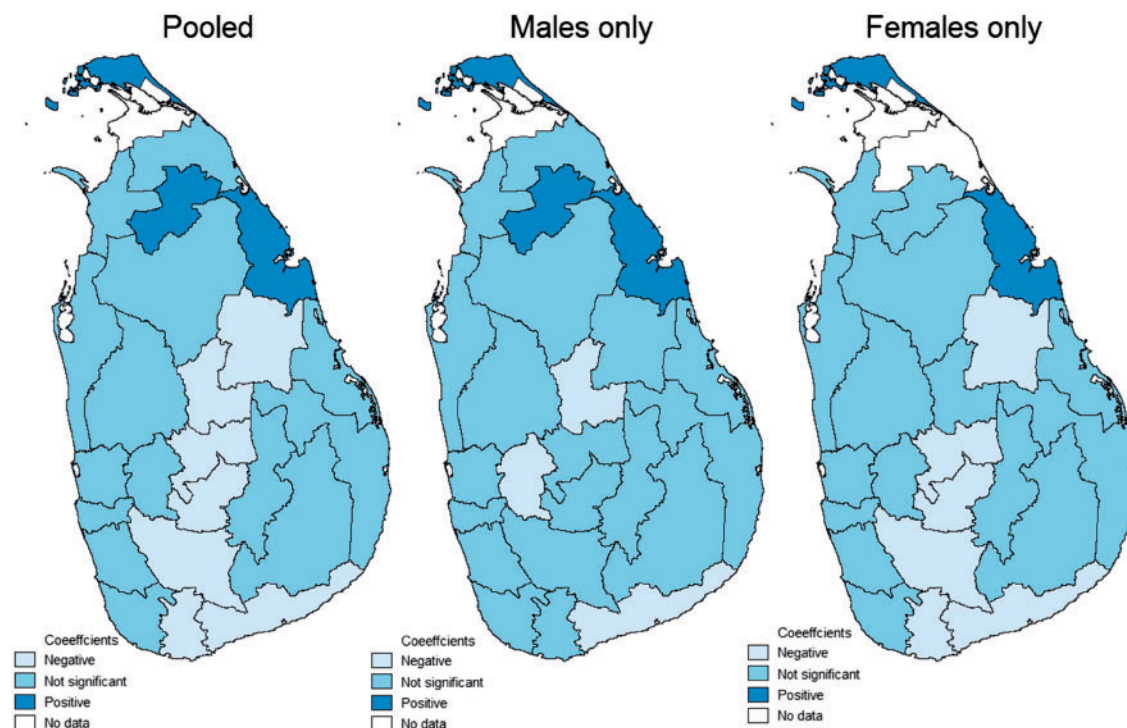 Pooled
Males only
Females only
Coeeffcients
Negative
Not significant
Positive
No data
Coeeffcients
Negative
Not significant
Positive
No data
Coeeffcients
Negative
Not significant
Positive
No data